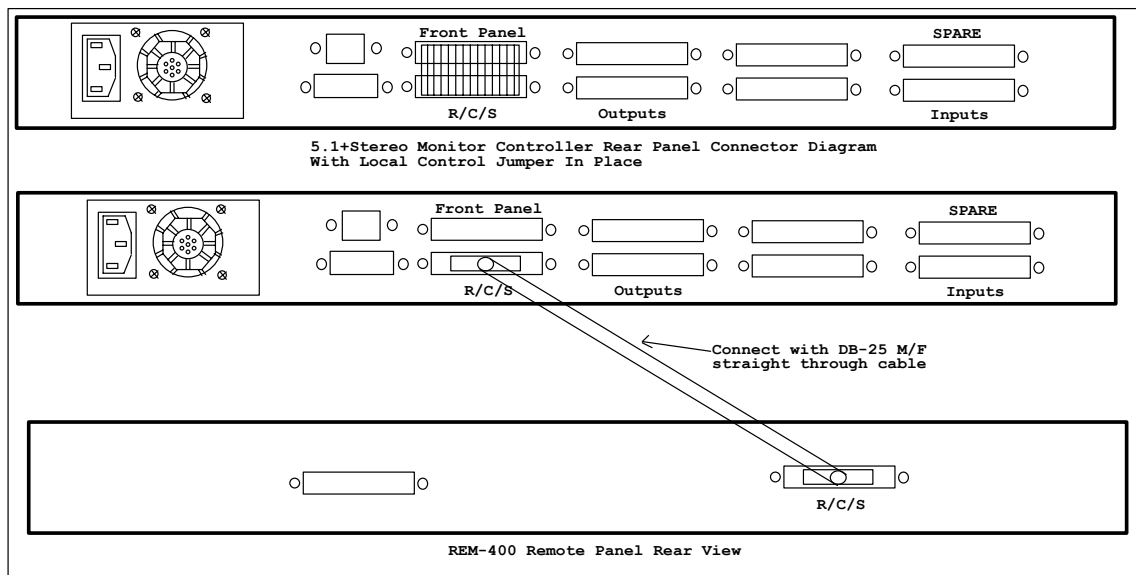 Front Panel
SPARE
R/C/S
Outputs
Inputs
5.1+Stereo Monitor Controller Rear Panel Connector Diagram
With Local Control Jumper In Place
Front Panel
SPARE
R/C/S
Outputs
Inputs
Connect with DB-25 M/F
straight through cable
R/C/S
REM-400 Remote Panel Rear View